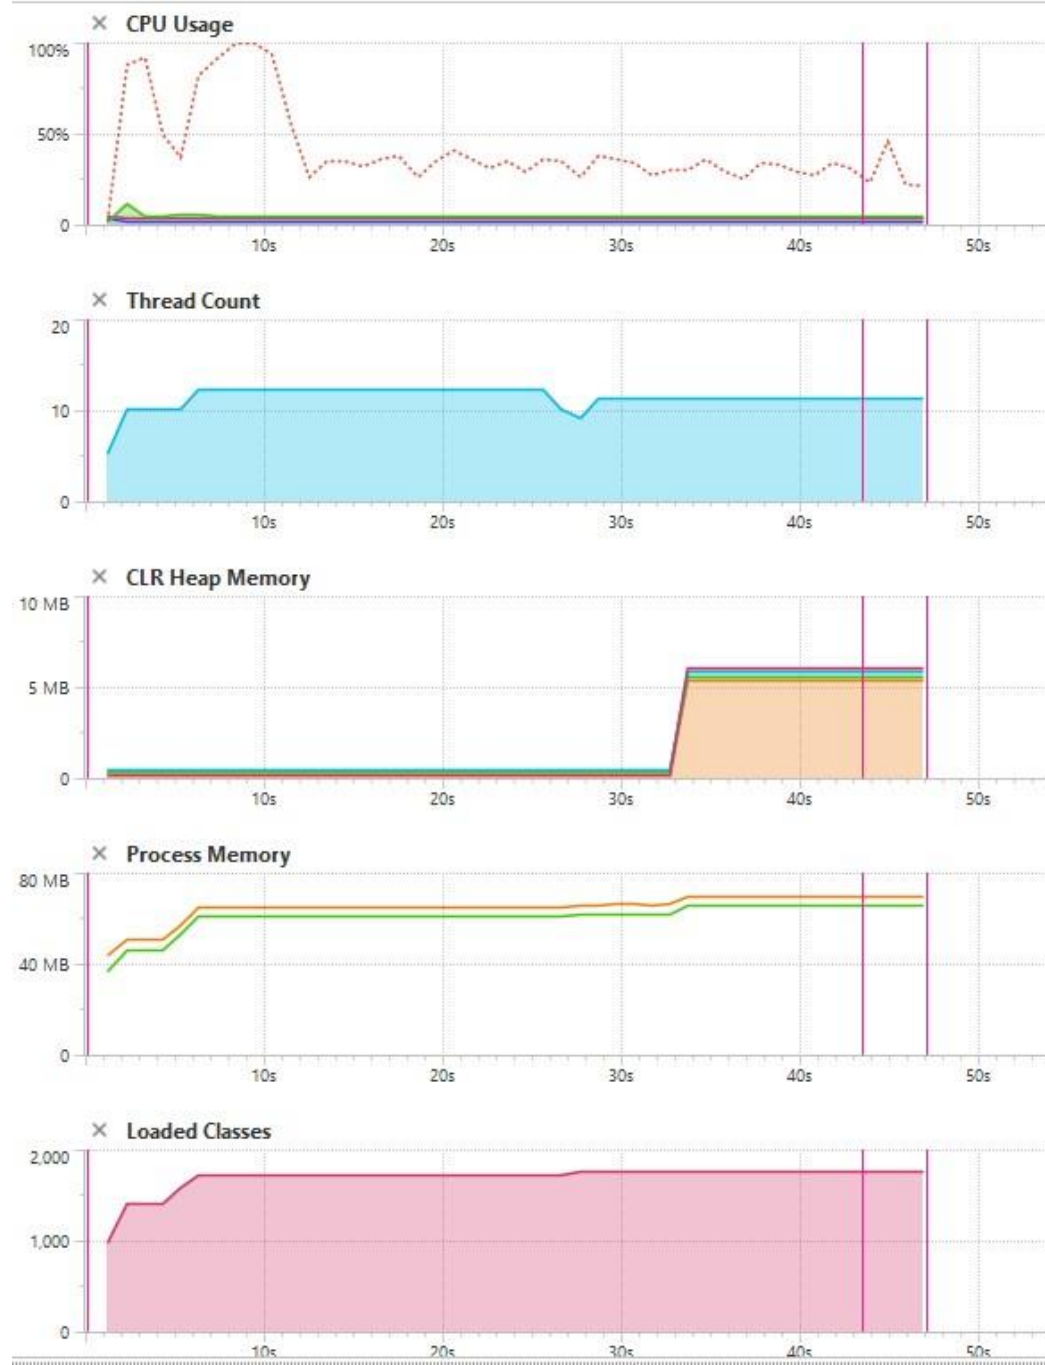 ✕ CPU Usage
100%
50%
0
10s 20s 30s 40s 50s
✕ Thread Count
20
10
0
10s 20s 30s 40s 50s
✕ CLR Heap Memory
10 MB
5 MB
0
10s 20s 30s 40s 50s
✕ Process Memory
80 MB
40 MB
0
10s 20s 30s 40s 50s
✕ Loaded Classes
2,000
1,000
0
10s 20s 30s 40s 50s